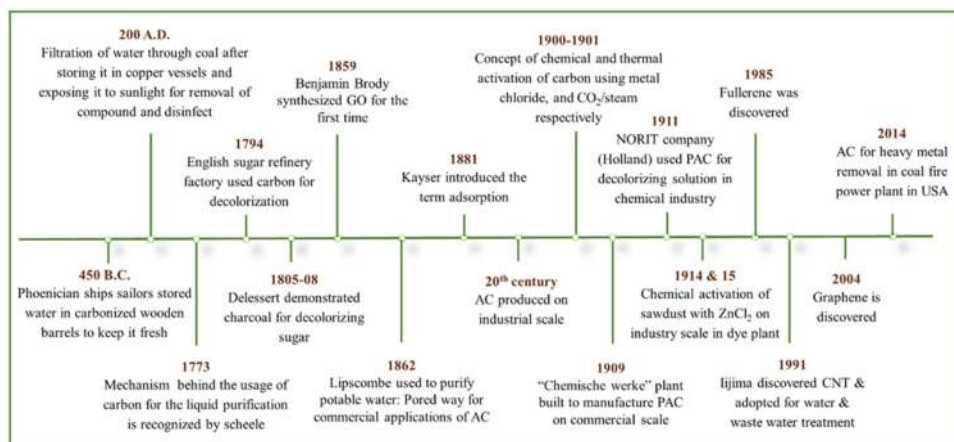 200 A.D.
Filtration of water through coal after
storing it in copper vessels and
exposing it to sunlight for removal of
compound and disinfect
1794
English sugar refinery
factory used carbon for
decolorization
1859
Benjamin Brody
synthesized GO for the
first time
1881
Kayser introduced the
term adsorption
1900-1901
Concept of chemical and thermal
activation of carbon using metal
chloride, and CO₂/steam
respectively
1911
NORIT company
(Holland) used PAC for
decolorizing solution in
chemical industry
1985
Fullerene was
discovered
2014
AC for heavy metal
removal in coal fire
power plant in USA
450 B.C.
Phoenician ships sailors stored
water in carbonized wooden
barrels to keep it fresh
1773
Mechanism behind the usage of
carbon for the liquid purification
is recognized by scheele
1805-08
Delessert demonstrated
charcoal for decolorizing
sugar
1862
Lipscombe used to purify
potable water: Pored way for
commercial applications of AC
20th century
AC produced on
industrial scale
1909
“Chemische werke” plant
built to manufacture PAC
on commercial scale
1914 & 15
Chemical activation of
sawdust with ZnCl₂ on
industry scale in dye plant
1991
Iijima discovered CNT &
adopted for water &
waste water treatment
2004
Graphene is
discovered